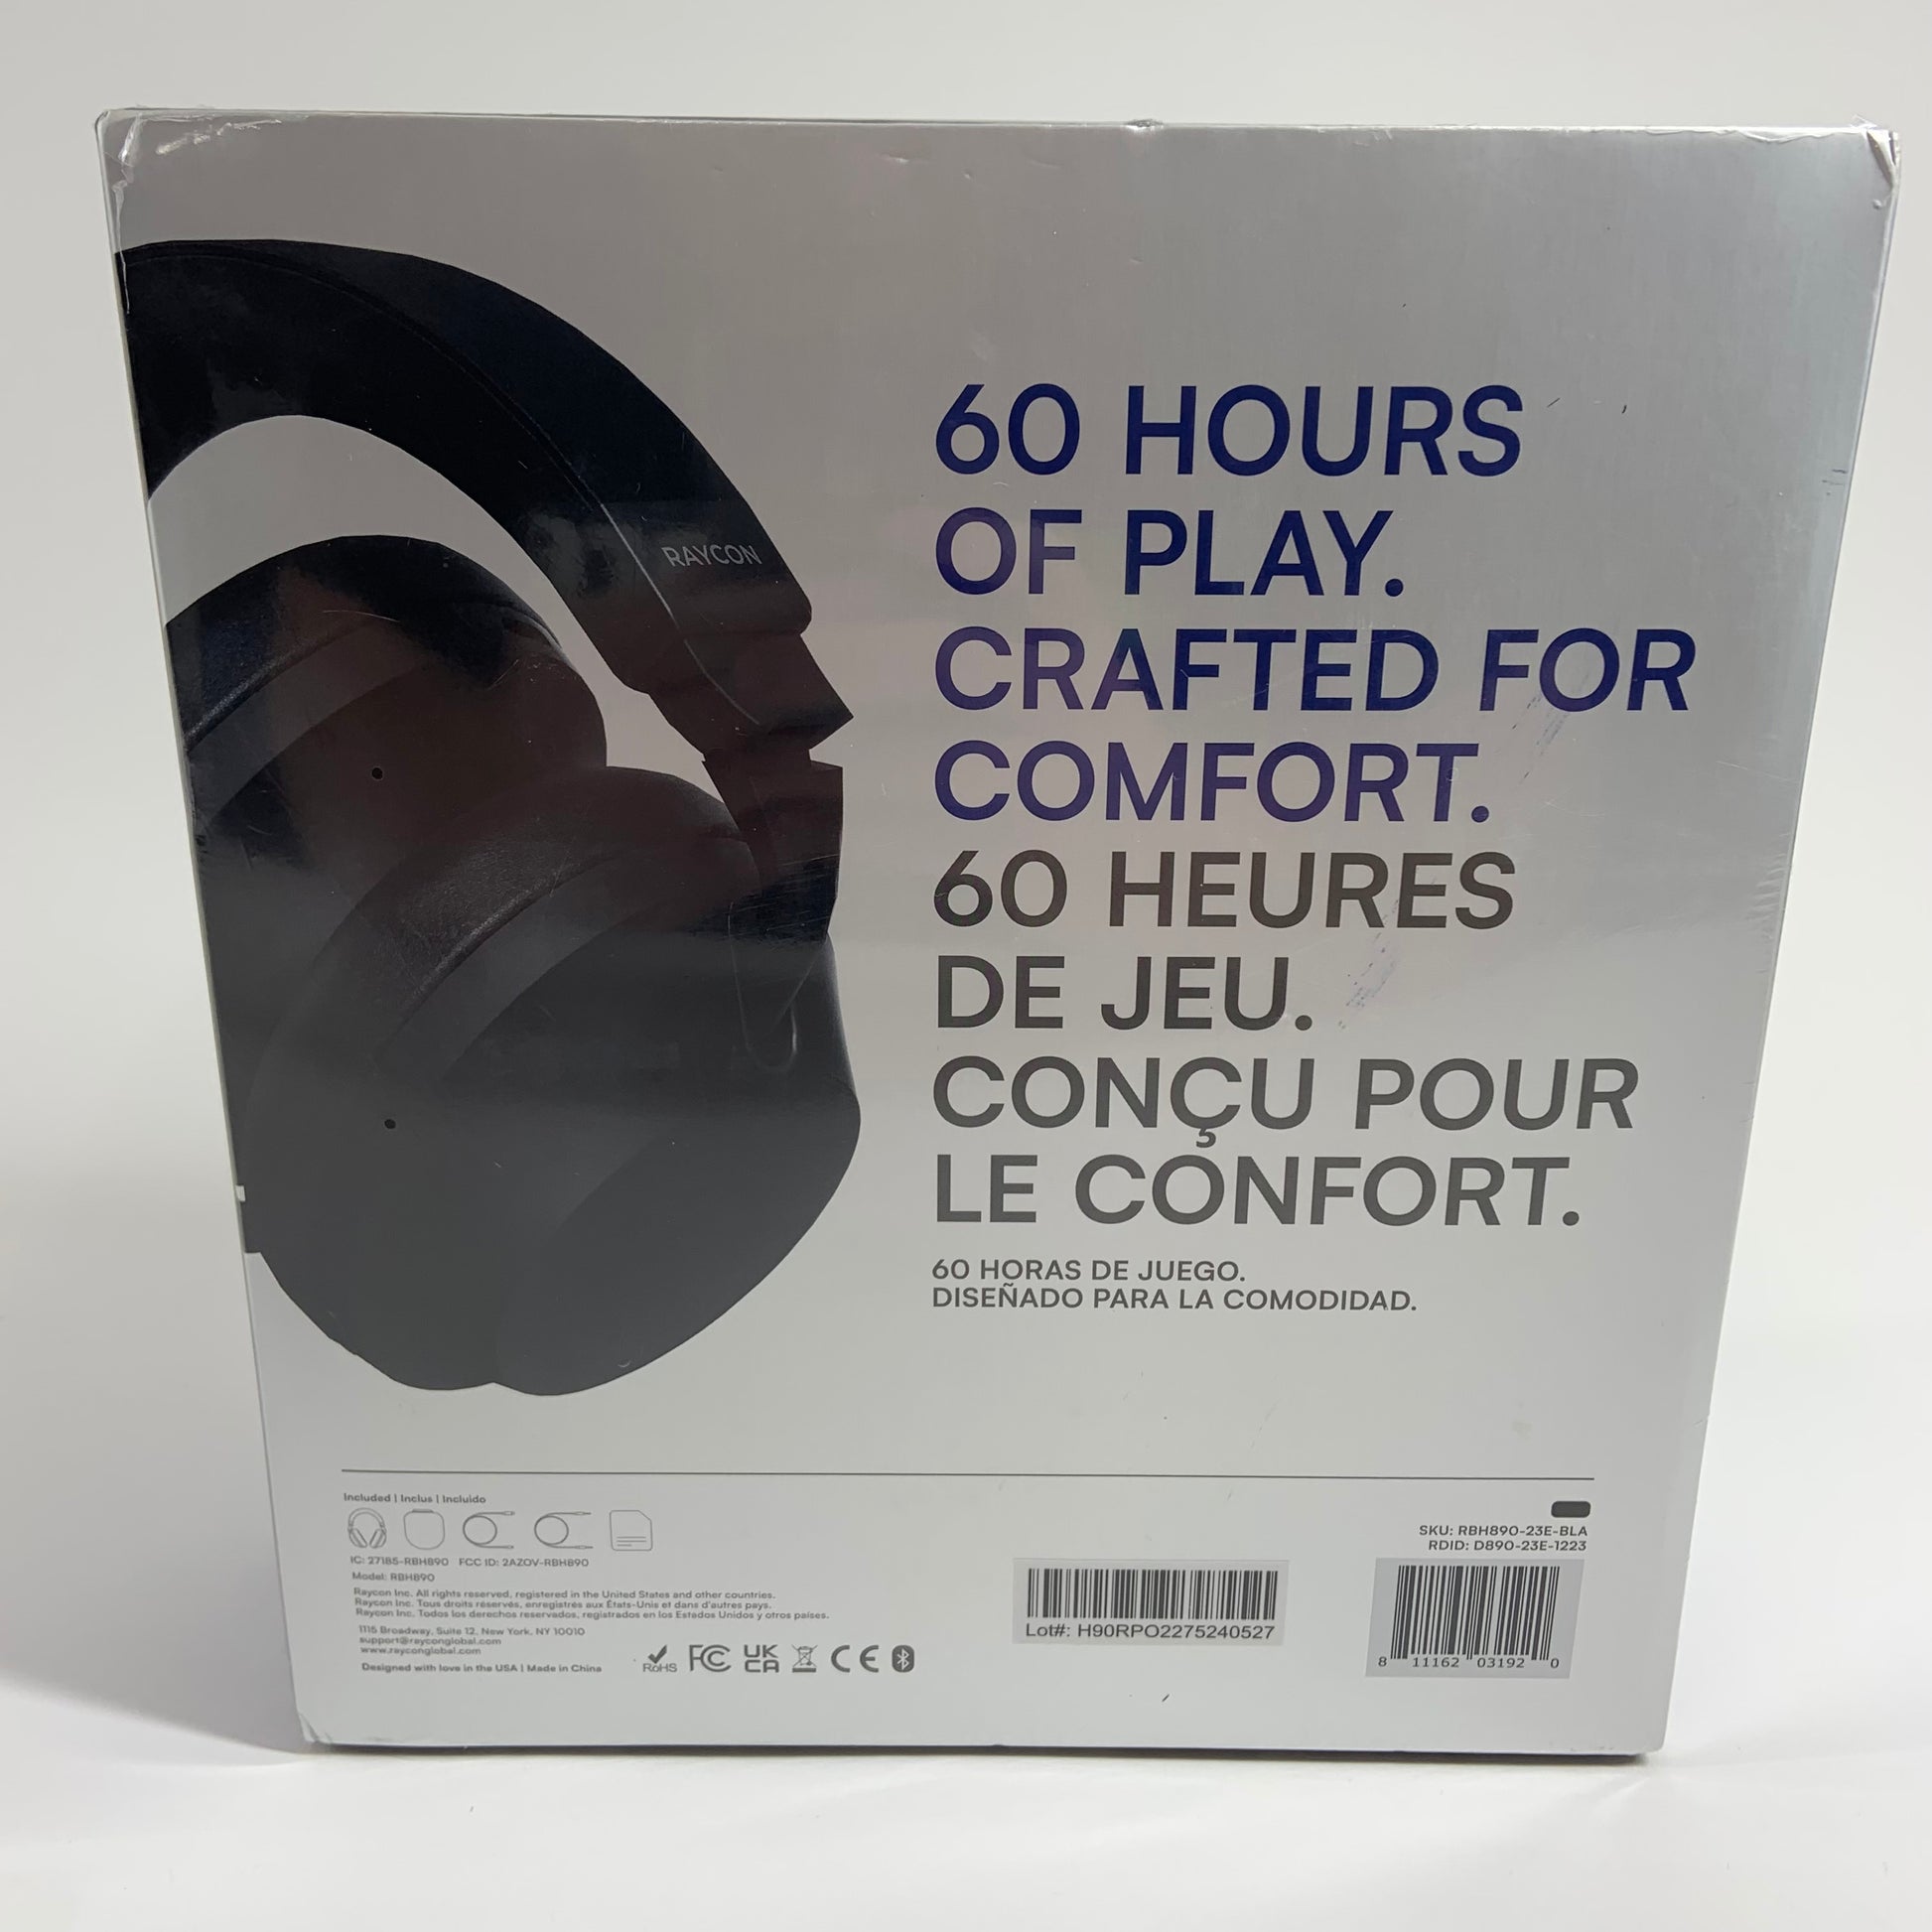 RAYCON
60 HOURS
OF PLAY.
CRAFTED FOR
COMFORT.
60 HEURES
DE JEU.
CONÇU POUR
LE CONFORT.
60 HORAS DE JUEGO.
DISEÑADO PARA LA COMODIDAD.
Included | Inclus | Incluido
IC: 27185-RBH890 FCC ID: 2AZOV-RBH890
Model: RBH890
Raycon Inc. All rights reserved, registered in the United States and other countries.
Raycon Inc. Tous droits réservés, enregistrés aux États-Unis et dans d'autres pays.
Raycon Inc. Todos los derechos reservados, registrados en los Estados Unidos y otros países.
1115 Broadway, Suite 12, New York, NY 10010
support@rayconglobal.com
www.rayconglobal.com
Designed with love in the USA | Made in China
RoHS FC UK CA CE
Lot#: H90RPO2275240527
SKU: RBH890-23E-BLA
RDID: D890-23E-1223
8 11162 03192 0